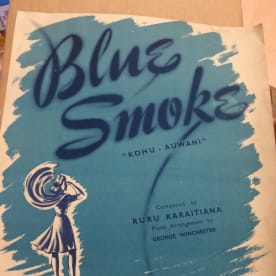 Blue
Smoke
"KOHU - AUWAHI"
Composed by
RURU KARAITIANA
Piano Arrangement by
GEORGE WINCHESTER